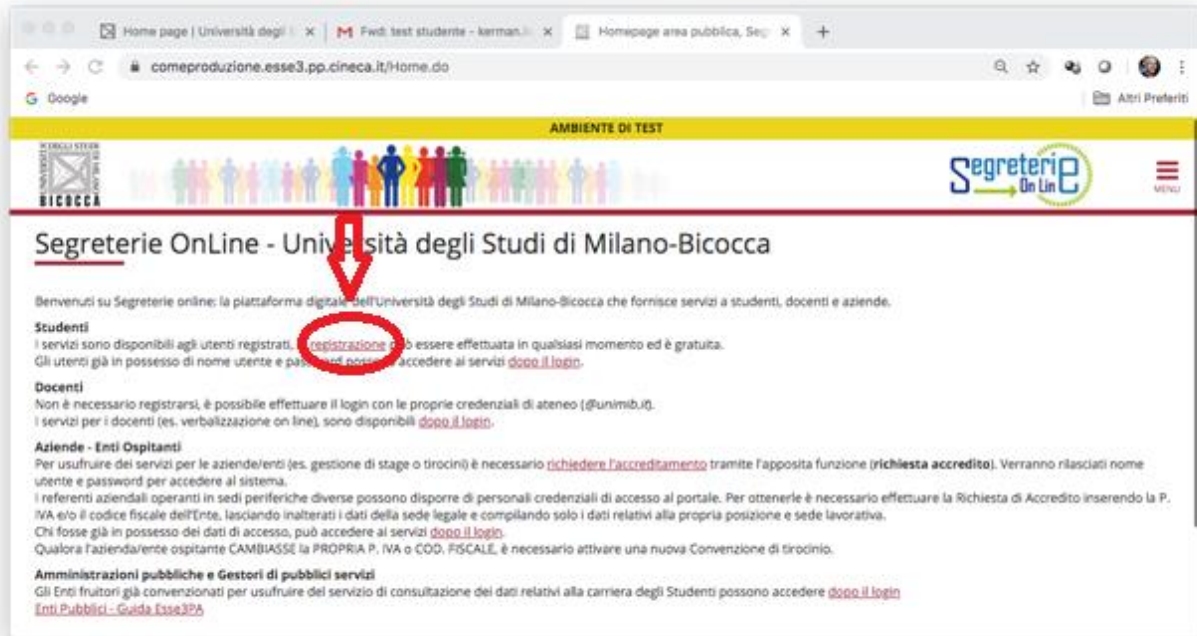 Home page | Università degli
Fwd: test studente - kerman.
Homepage area pubblica, Seg
comeproduzione.esse3.pp.cineca.it/Home.do
Google
Altri Preferiti
AMBIENTE DI TEST
BICOCCA
Segreterie
On Lin
MENU
Segreterie OnLine - Università degli Studi di Milano-Bicocca
Benvenuti su Segreterie online: la piattaforma digitale dell'Università degli Studi di Milano-Bicocca che fornisce servizi a studenti, docenti e aziende.
Studenti
I servizi sono disponibili agli utenti registrati, registrazione può essere effettuata in qualsiasi momento ed è gratuita.
Gli utenti già in possesso di nome utente e password possono accedere ai servizi dopo il login.
Docenti
Non è necessario registrarsi, è possibile effettuare il login con le proprie credenziali di ateneo (@unimib.it).
I servizi per i docenti (es. verbalizzazione on line), sono disponibili dopo il login.
Aziende - Enti Ospitanti
Per usufruire dei servizi per le aziende/enti (es. gestione di stage o tirocini) è necessario richiedere l'accreditamento tramite l'apposita funzione (richiesta accredito). Verranno rilasciati nome
utente e password per accedere al sistema.
I referenti aziendali operanti in sedi periferiche diverse possono disporre di personali credenziali di accesso al portale. Per ottenerle è necessario effettuare la Richiesta di Accredito inserendo la P.
IVA e/o il codice fiscale dell'Ente, lasciando inalterati i dati della sede legale e compilando solo i dati relativi alla propria posizione e sede lavorativa.
Chi fosse già in possesso dei dati di accesso, può accedere ai servizi dopo il login.
Qualora l'azienda/ente ospitante CAMBIASSE la PROPRIA P. IVA o COD. FISCALE, è necessario attivare una nuova Convenzione di tirocinio.
Amministrazioni pubbliche e Gestori di pubblici servizi
Gli Enti fruitori già convenzionati per usufruire del servizio di consultazione dei dati relativi alla carriera degli Studenti possono accedere dopo il login
Enti Pubblici - Guida Esse3PA